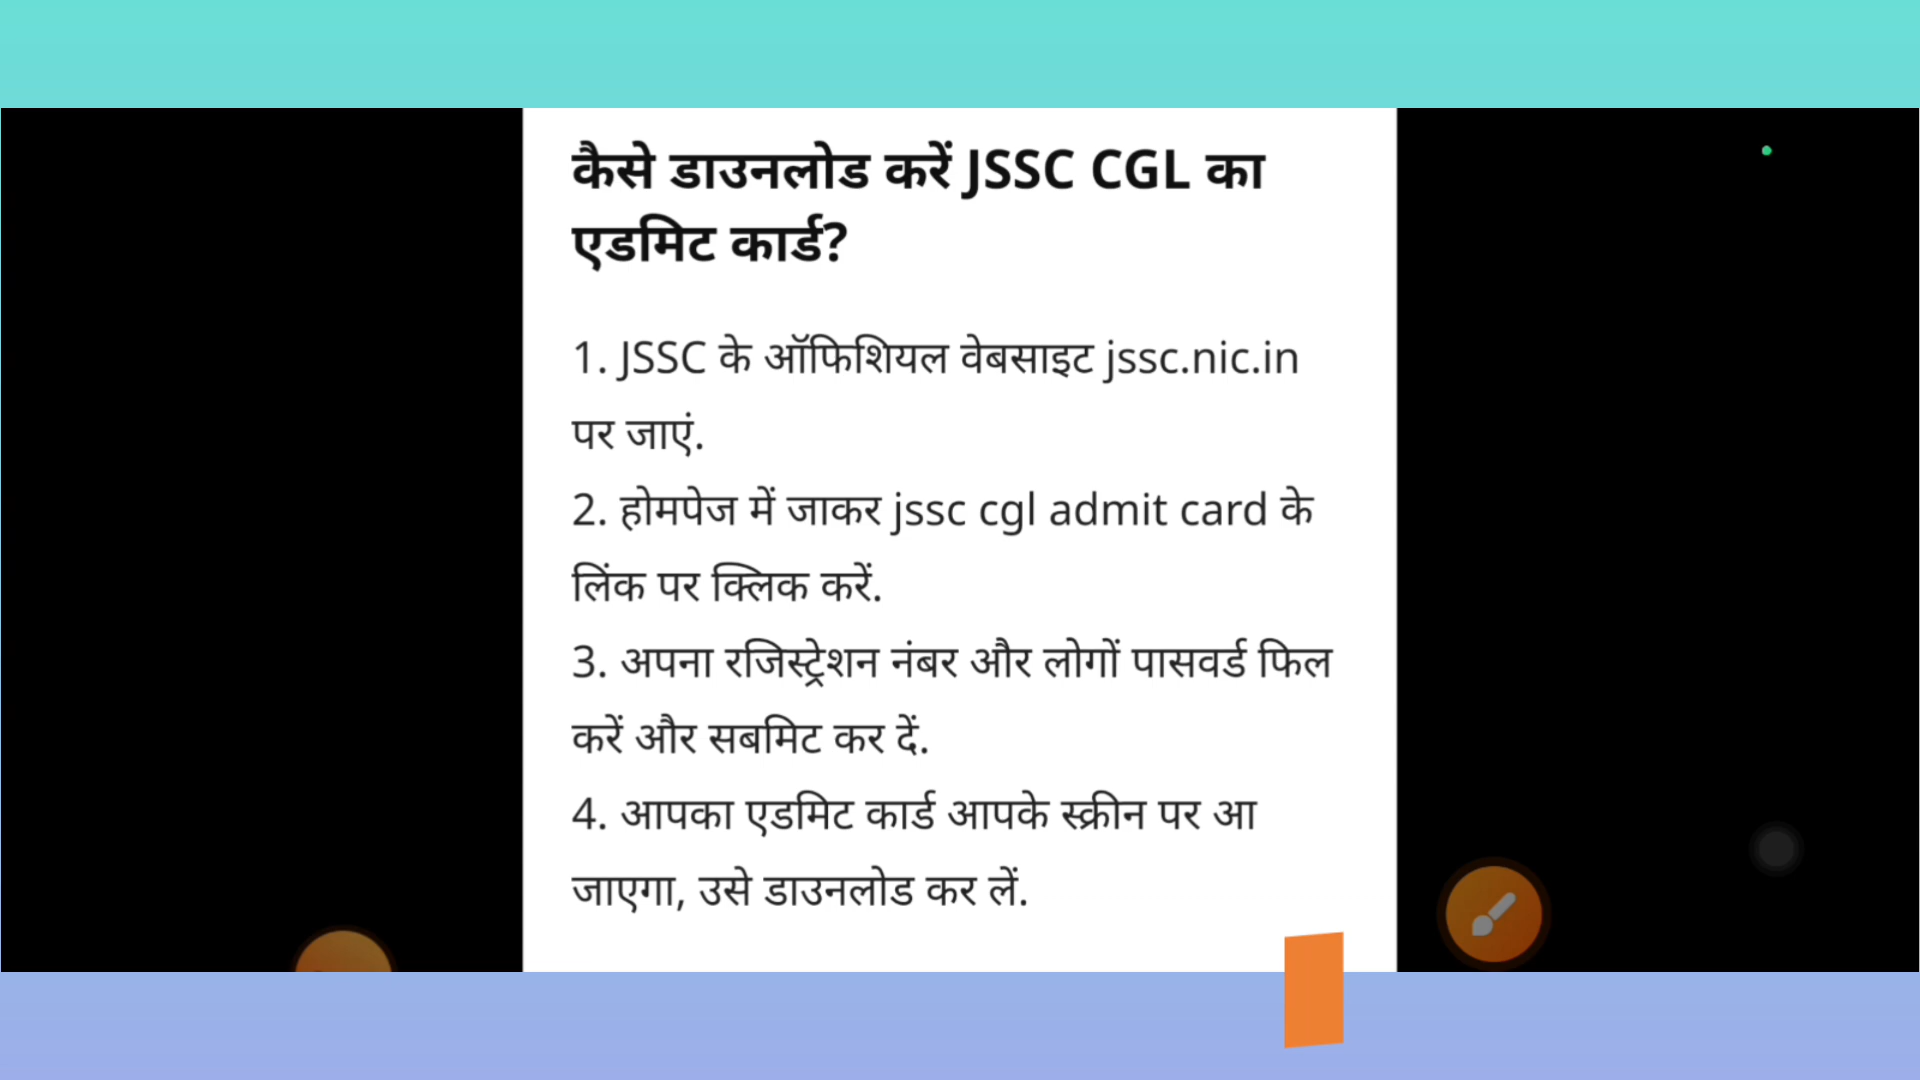 कैसे डाउनलोड करें JSSC CGL का
एडमिट कार्ड?
1. JSSC के ऑफिशियल वेबसाइट jssc.nic.in
पर जाएं.
2. होमपेज में जाकर jssc cgl admit card के
लिंक पर क्लिक करें.
3. अपना रजिस्ट्रेशन नंबर और लोगों पासवर्ड फिल
करें और सबमिट कर दें.
4. आपका एडमिट कार्ड आपके स्क्रीन पर आ
जाएगा, उसे डाउनलोड कर लें.